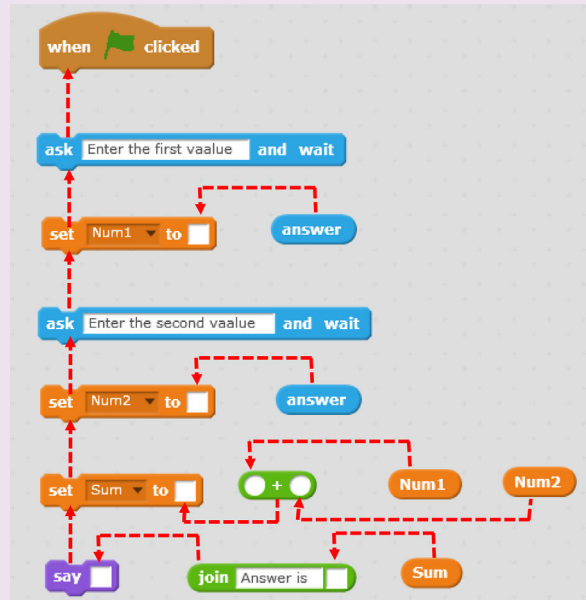 when clicked
ask Enter the first vaalue and wait
set Num1 to answer
ask Enter the second vaalue and wait
set Num2 to answer
set Sum to + Num1 Num2
say join Answer is Sum